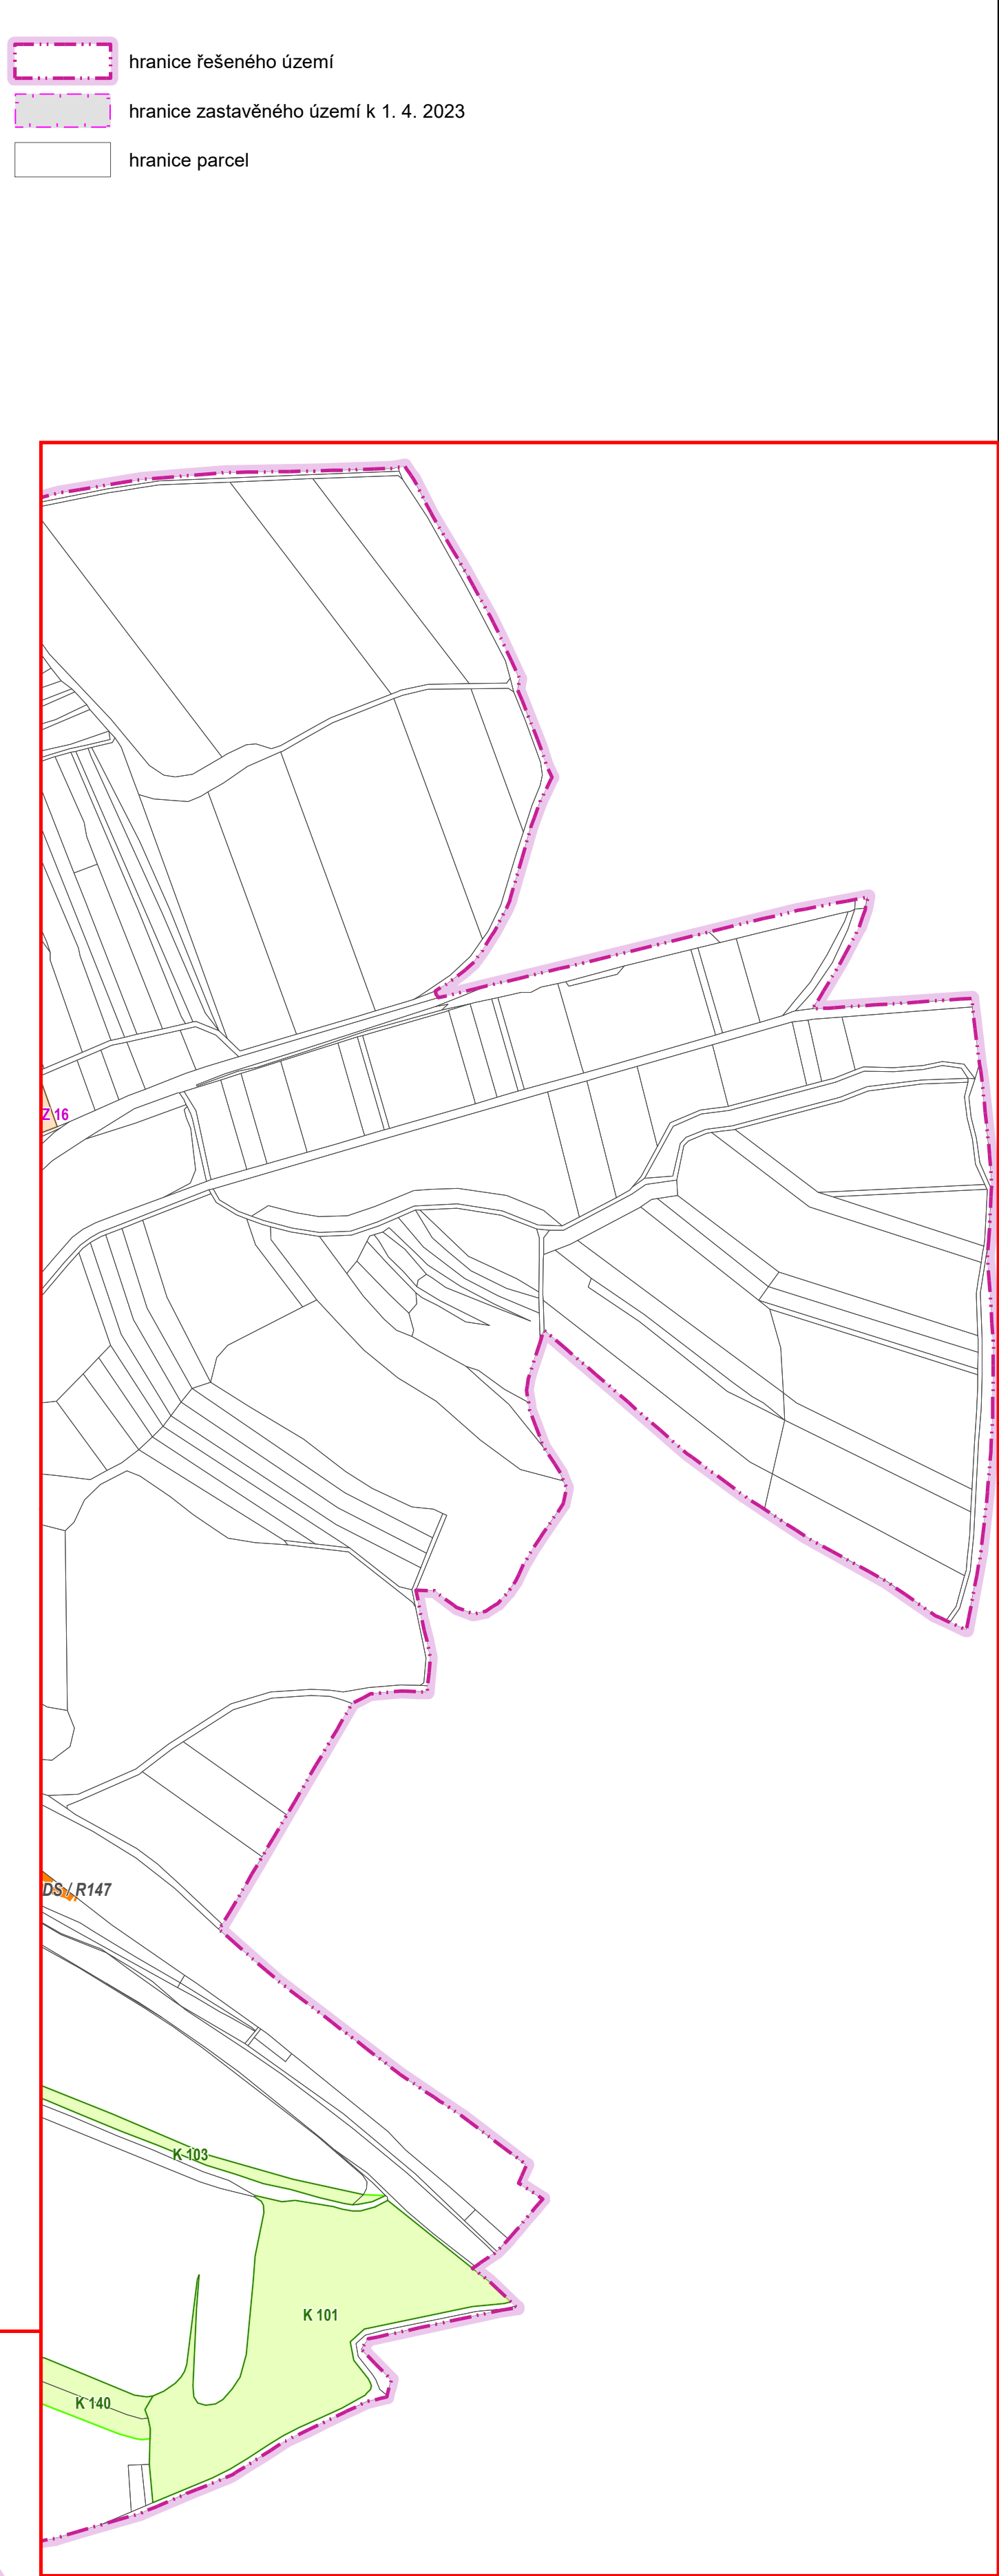 hranice řešeného území
hranice zastavěného území k 1. 4. 2023
hranice parcel
Z 16
DS / R147
K 103
K 101
K 140